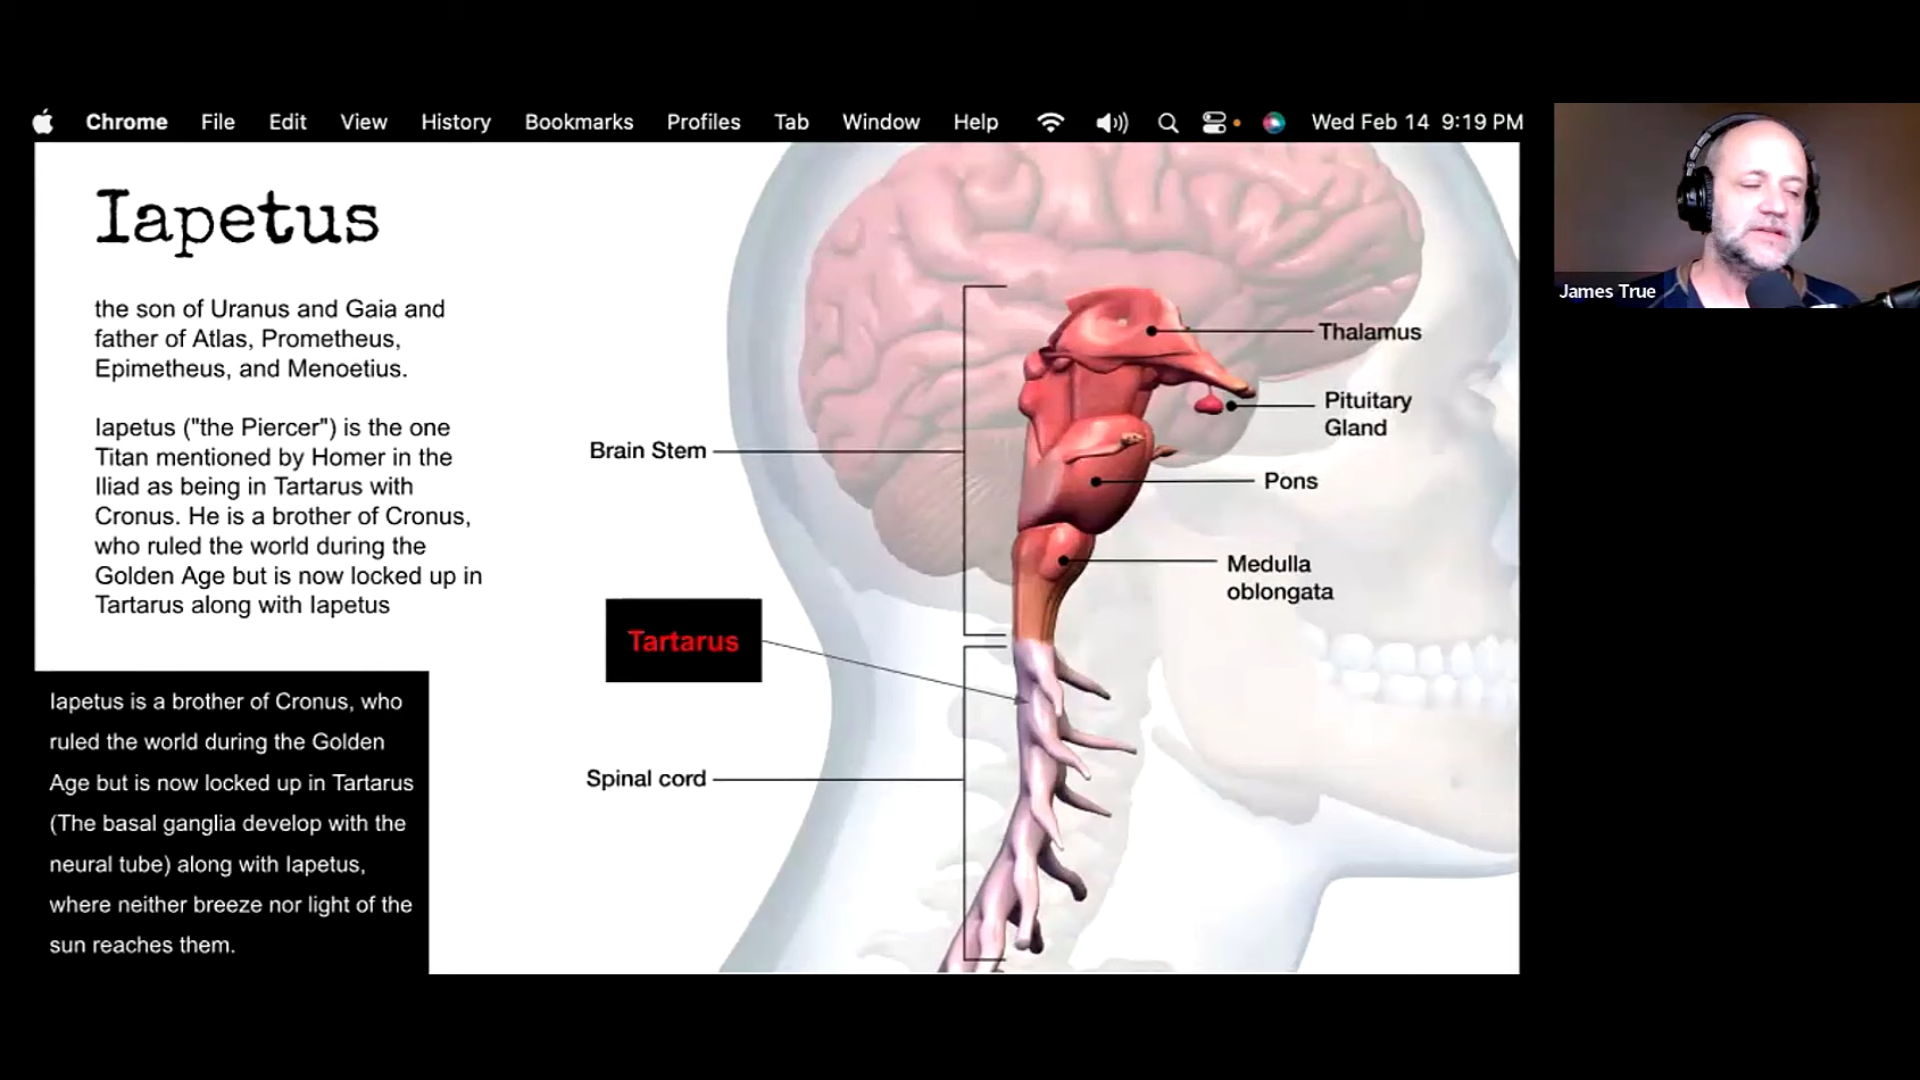 Chrome File Edit View History Bookmarks Profiles Tab Window Help Wed Feb 14 9:19 PM
Iapetus
the son of Uranus and Gaia and
father of Atlas, Prometheus,
Epimetheus, and Menoetius.
Iapetus ("the Piercer") is the one
Titan mentioned by Homer in the
Iliad as being in Tartarus with
Cronus. He is a brother of Cronus,
who ruled the world during the
Golden Age but is now locked up in
Tartarus along with Iapetus
Iapetus is a brother of Cronus, who
ruled the world during the Golden
Age but is now locked up in Tartarus
(The basal ganglia develop with the
neural tube) along with Iapetus,
where neither breeze nor light of the
sun reaches them.
Brain Stem
Tartarus
Spinal cord
Thalamus
Pituitary
Gland
Pons
Medulla
oblongata
James True